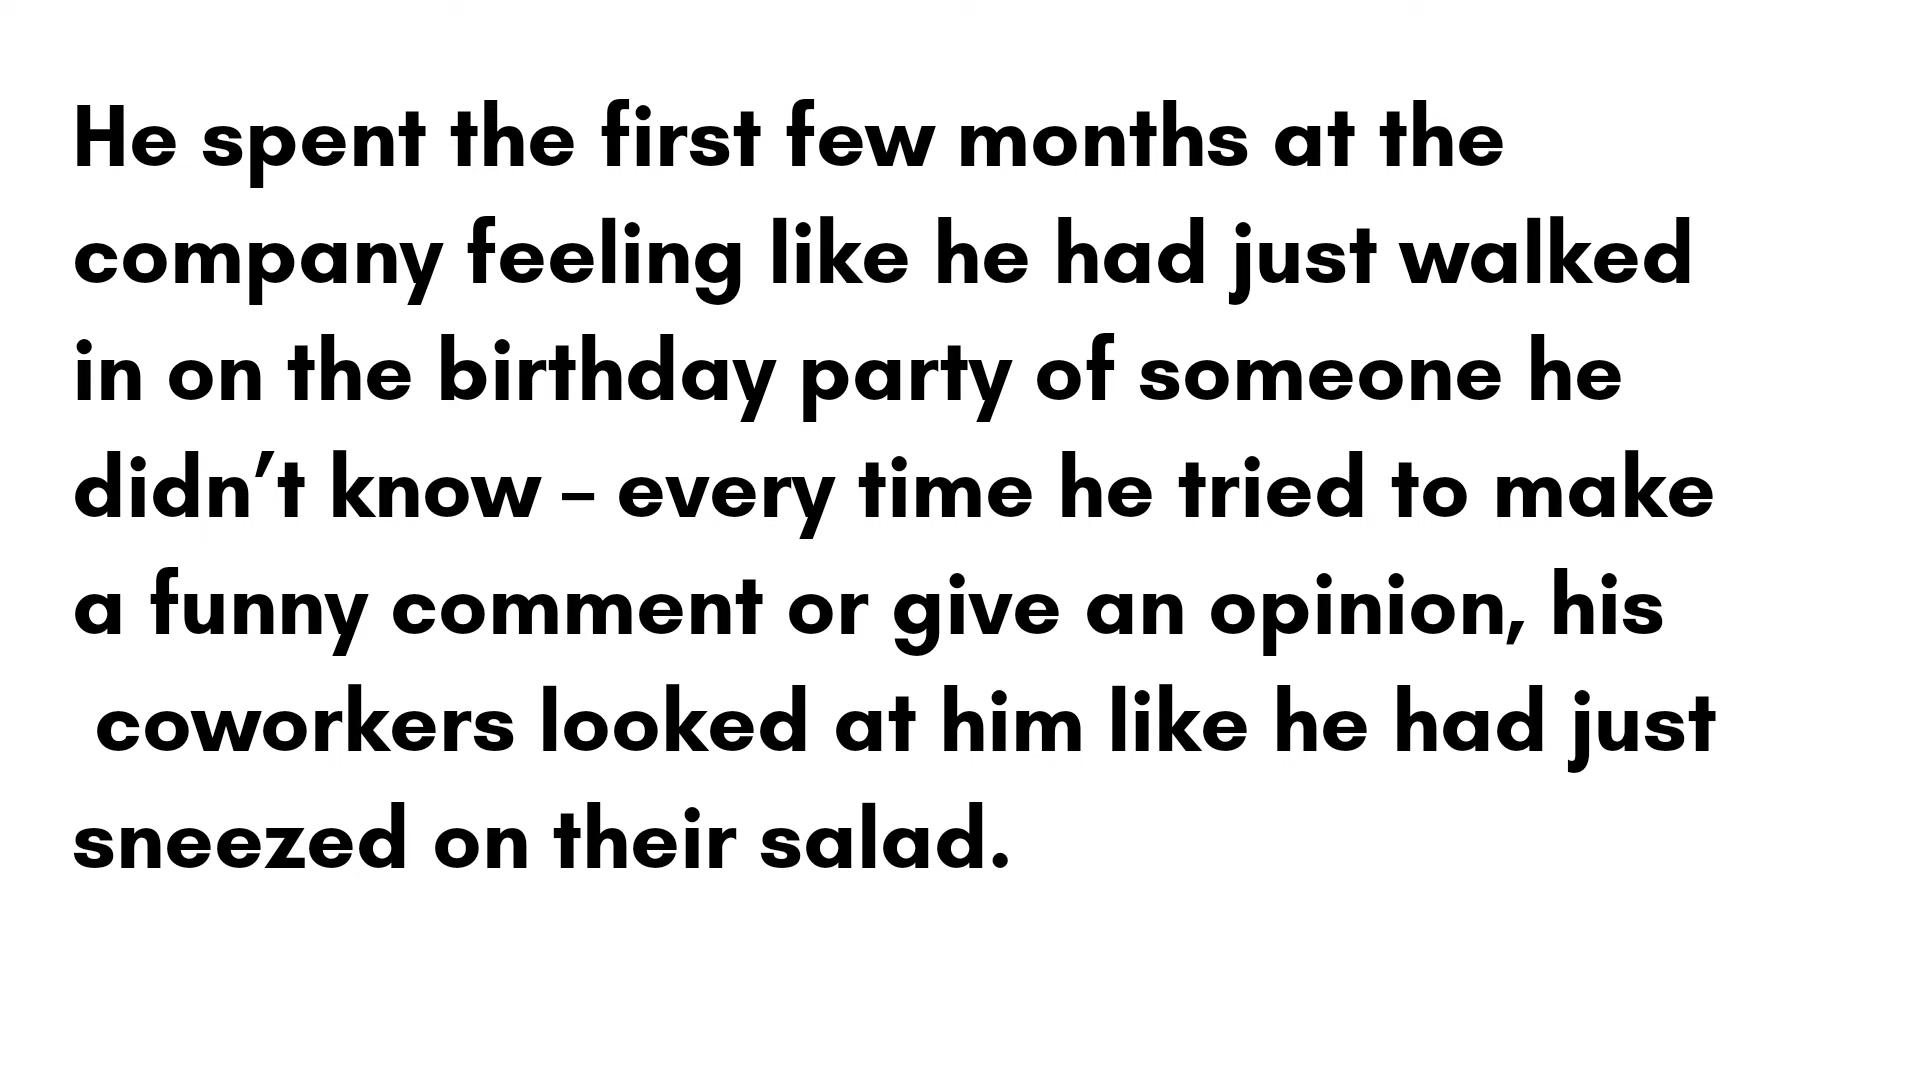 He spent the first few months at the
company feeling like he had just walked
in on the birthday party of someone he
didn’t know – every time he tried to make
a funny comment or give an opinion, his
coworkers looked at him like he had just
sneezed on their salad.